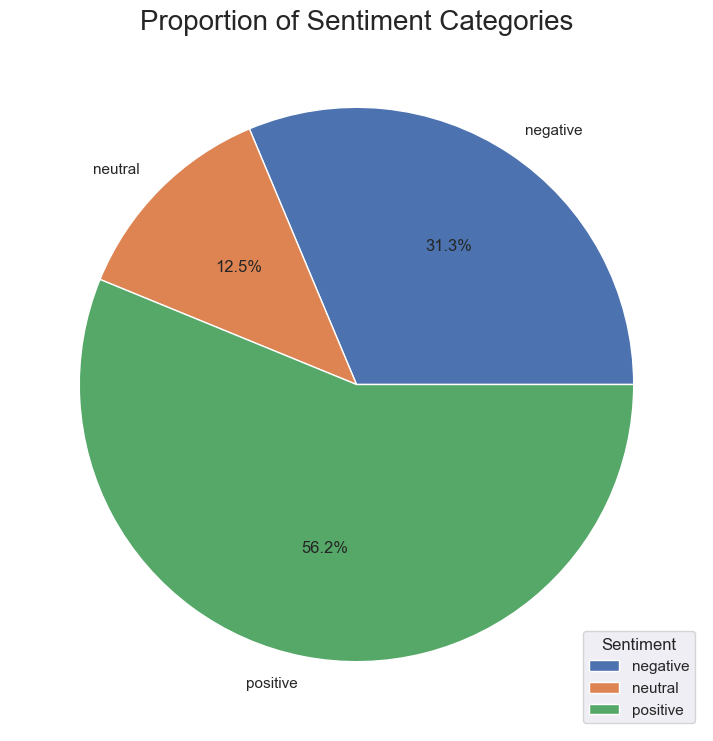 Proportion of Sentiment Categories
negative
neutral
31.3%
12.5%
56.2%
positive
Sentiment
negative
neutral
positive